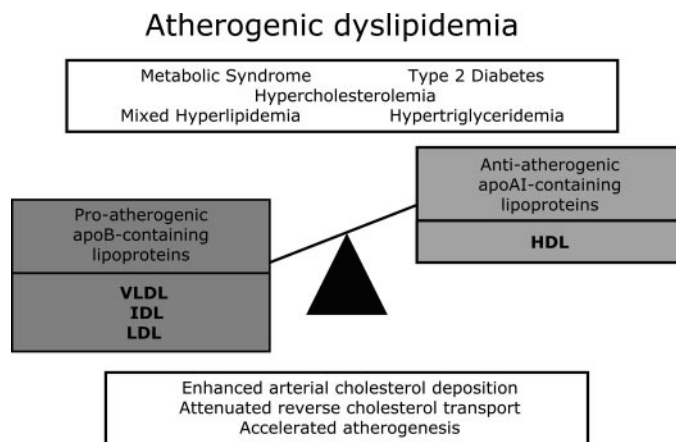 Atherogenic dyslipidemia
Metabolic Syndrome Type 2 Diabetes
Hypercholesterolemia
Mixed Hyperlipidemia Hypertriglyceridemia
Anti-atherogenic
apoAI-containing
lipoproteins
HDL
Pro-atherogenic
apoB-containing
lipoproteins
VLDL
IDL
LDL
Enhanced arterial cholesterol deposition
Attenuated reverse cholesterol transport
Accelerated atherogenesis